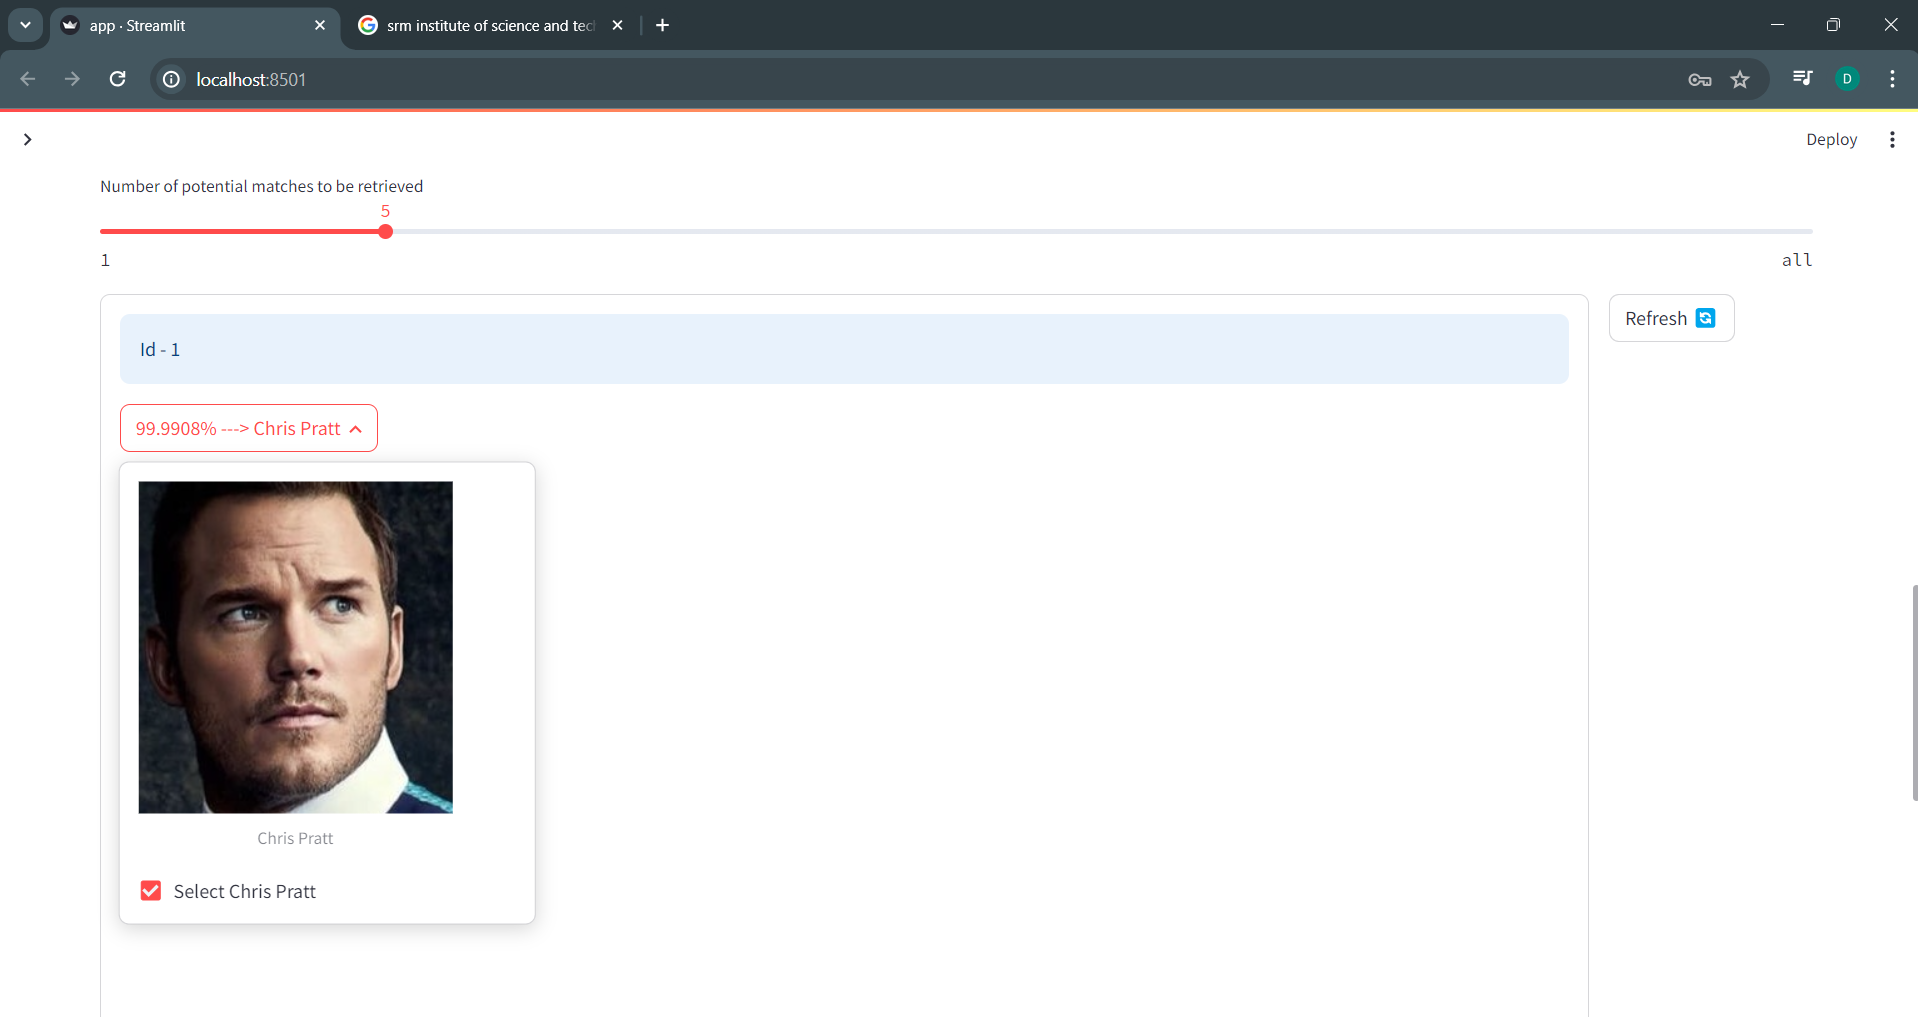 app · Streamlit
srm institute of science and tec
localhost:8501
D
Deploy
Number of potential matches to be retrieved
5
1
all
Id - 1
Refresh
99.9908% ---> Chris Pratt
Chris Pratt
Select Chris Pratt